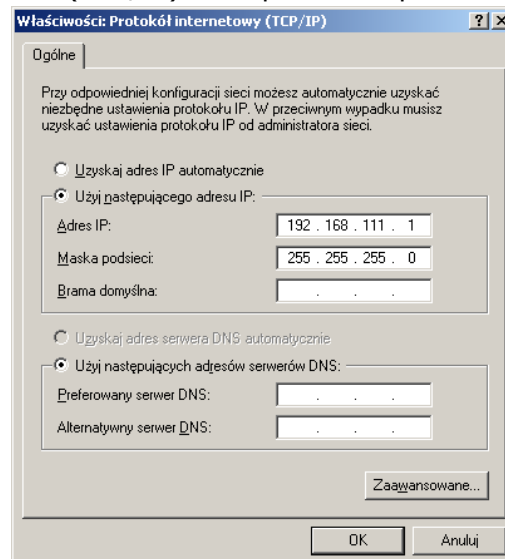 Właściwości: Protokół internetowy (TCP/IP)
Ogólne
Przy odpowiedniej konfiguracji sieci możesz automatycznie uzyskać
niezbędne ustawienia protokołu IP. W przeciwnym wypadku musisz
uzyskać ustawienia protokołu IP od administratora sieci.
Uzyskaj adres IP automatycznie
Użyj następującego adresu IP:
Adres IP: 192 . 168 . 111 . 1
Maska podsieci: 255 . 255 . 255 . 0
Brama domyślna: . . .
Uzyskaj adres serwera DNS automatycznie
Użyj następujących adresów serwerów DNS:
Preferowany serwer DNS: . . .
Alternatywny serwer DNS: . . .
Zaawansowane...
OK Anuluj